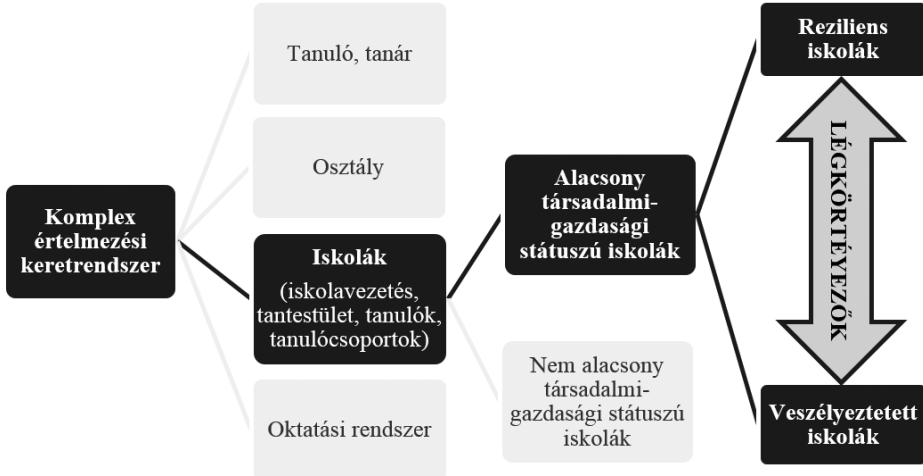 Komplex
értelmezési
keretrendszer
Tanuló, tanár
Osztály
Iskolák
(iskolavezetés,
tantestület, tanulók,
tanulócsoportok)
Oktatási rendszer
Alacsony
társadalmi-
gazdasági
státuszú iskolák
Nem alacsony
társadalmi-
gazdasági státuszú
iskolák
Reziliens
iskolák
LÉGKÖRTÉYEZŐK
Veszélyeztetett
iskolák